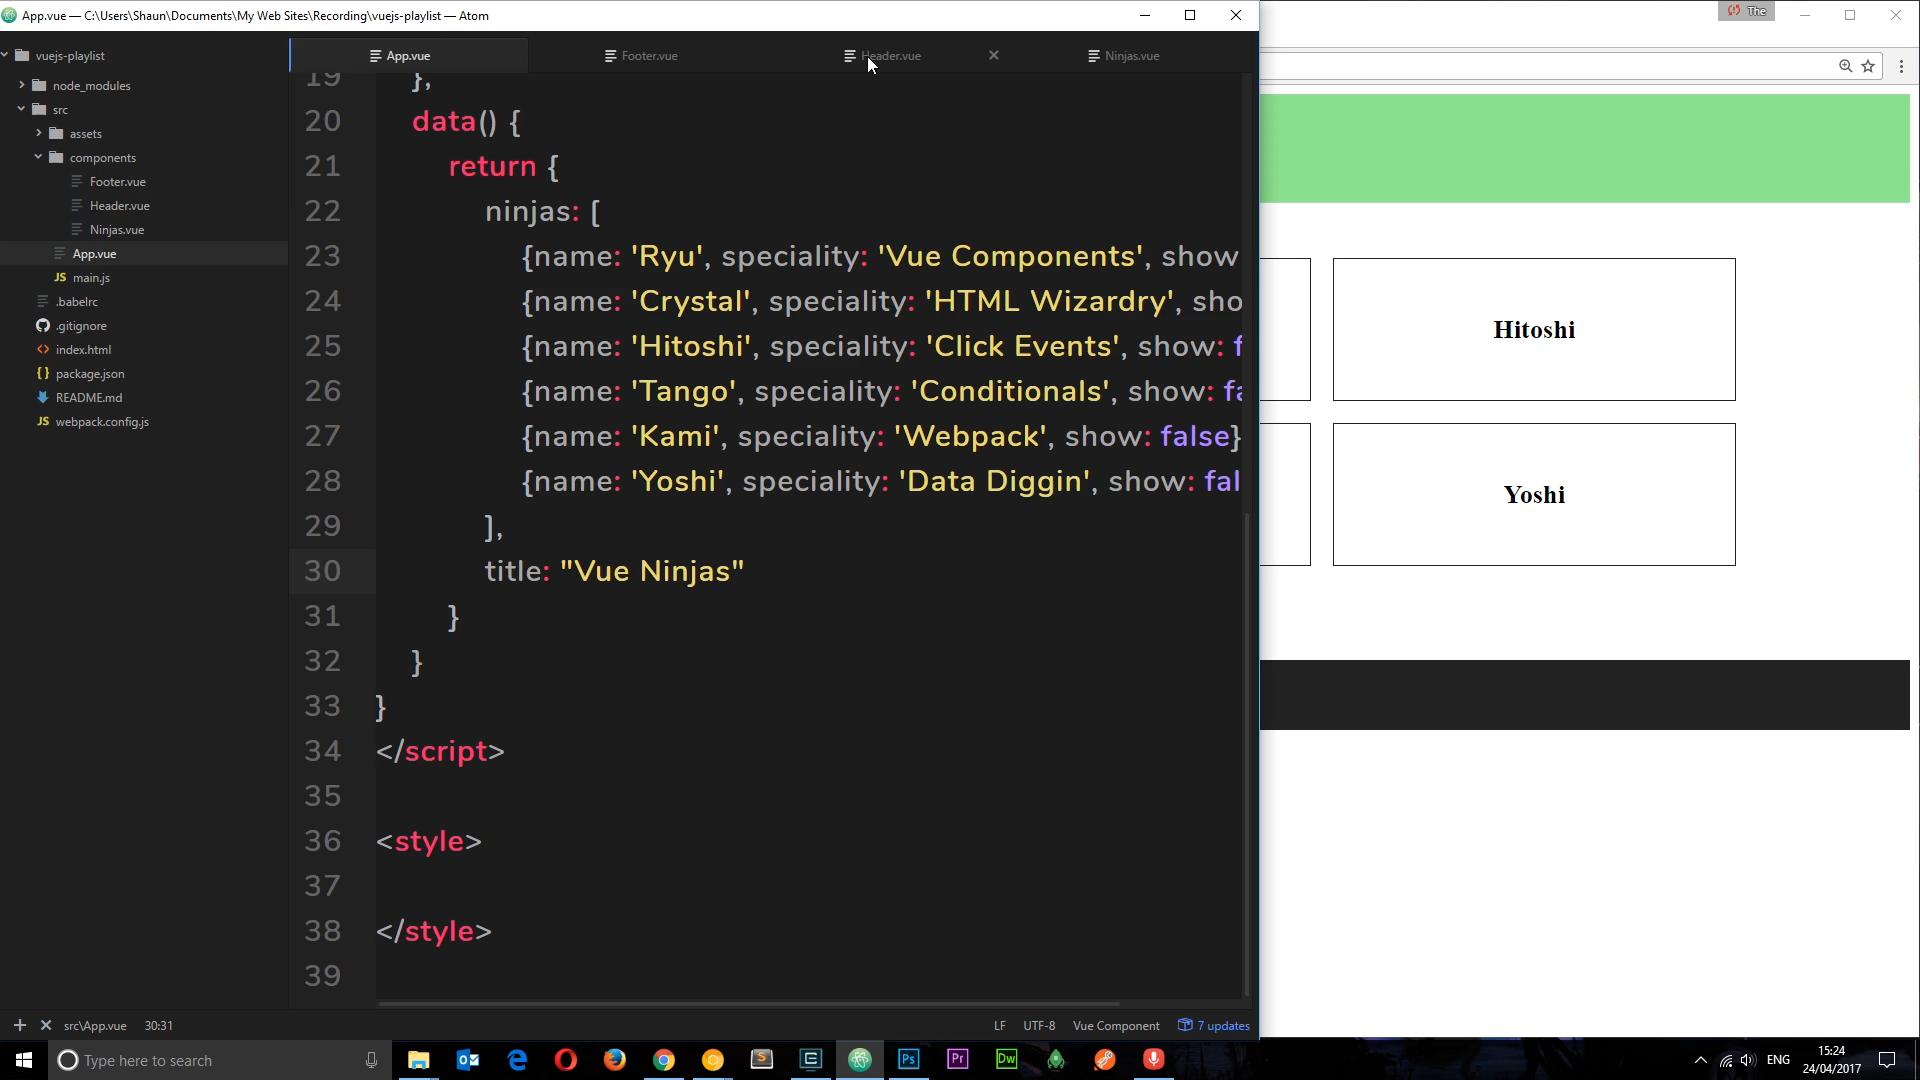 App.vue — C:\Users\Shaun\Documents\My Web Sites\Recording\vuejs-playlist — Atom
The
vuejs-playlist
node_modules
src
assets
components
Footer.vue
Header.vue
Ninjas.vue
App.vue
main.js
.babelrc
.gitignore
index.html
package.json
README.md
webpack.config.js
App.vue
Footer.vue
Header.vue
Ninjas.vue
19 },
20 data() {
21 return {
22 ninjas: [
23 {name: 'Ryu', speciality: 'Vue Components', show
24 {name: 'Crystal', speciality: 'HTML Wizardry', sho
25 {name: 'Hitoshi', speciality: 'Click Events', show: f
26 {name: 'Tango', speciality: 'Conditionals', show: fa
27 {name: 'Kami', speciality: 'Webpack', show: false}
28 {name: 'Yoshi', speciality: 'Data Diggin', show: fal
29 ],
30 title: "Vue Ninjas"
31 }
32 }
33 }
34 </script>
35
36 <style>
37
38 </style>
39
Hitoshi
Yoshi
src\App.vue 30:31
LF UTF-8 Vue Component 7 updates
Type here to search
ENG
15:24
24/04/2017